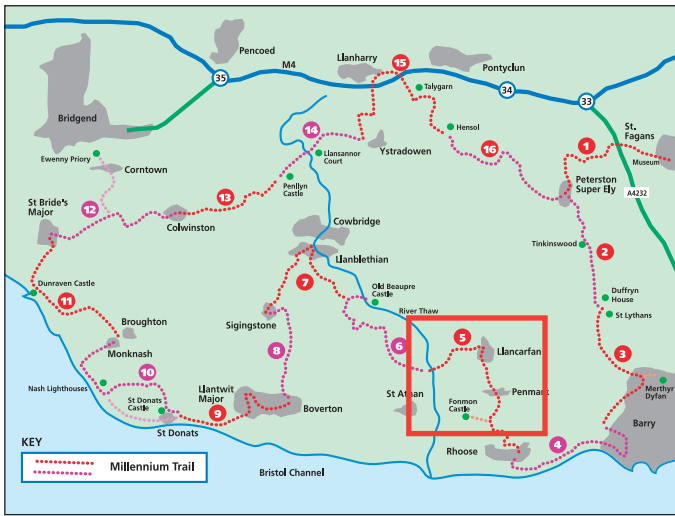 Pencoed
Llanharry
15
Pontyclun
35
M4
Talygarn
34
33
Bridgend
14
Hensol
St.
Fagans
Museum
1
Ewenny Priory
Llansannor
Court
Ystradowen
16
Corntown
Penllyn
Castle
Peterston
Super Ely
A4232
St Bride's
Major
12
13
Colwinston
Cowbridge
Llanblethian
Tinkinswood
2
Dunraven Castle
11
7
Old Beaupre
Castle
River Thaw
Duffryn
House
St Lythans
Broughton
Sigingstone
Monknash
8
6
5
Llancarfan
3
10
Nash Lighthouses
St Donats
Castle
Llantwit
Major
9
Boverton
St Athan
Fonmon
Castle
Penmark
Merthyr
Dyfan
Barry
St Donats
Rhoose
4
KEY
Millennium Trail
Bristol Channel